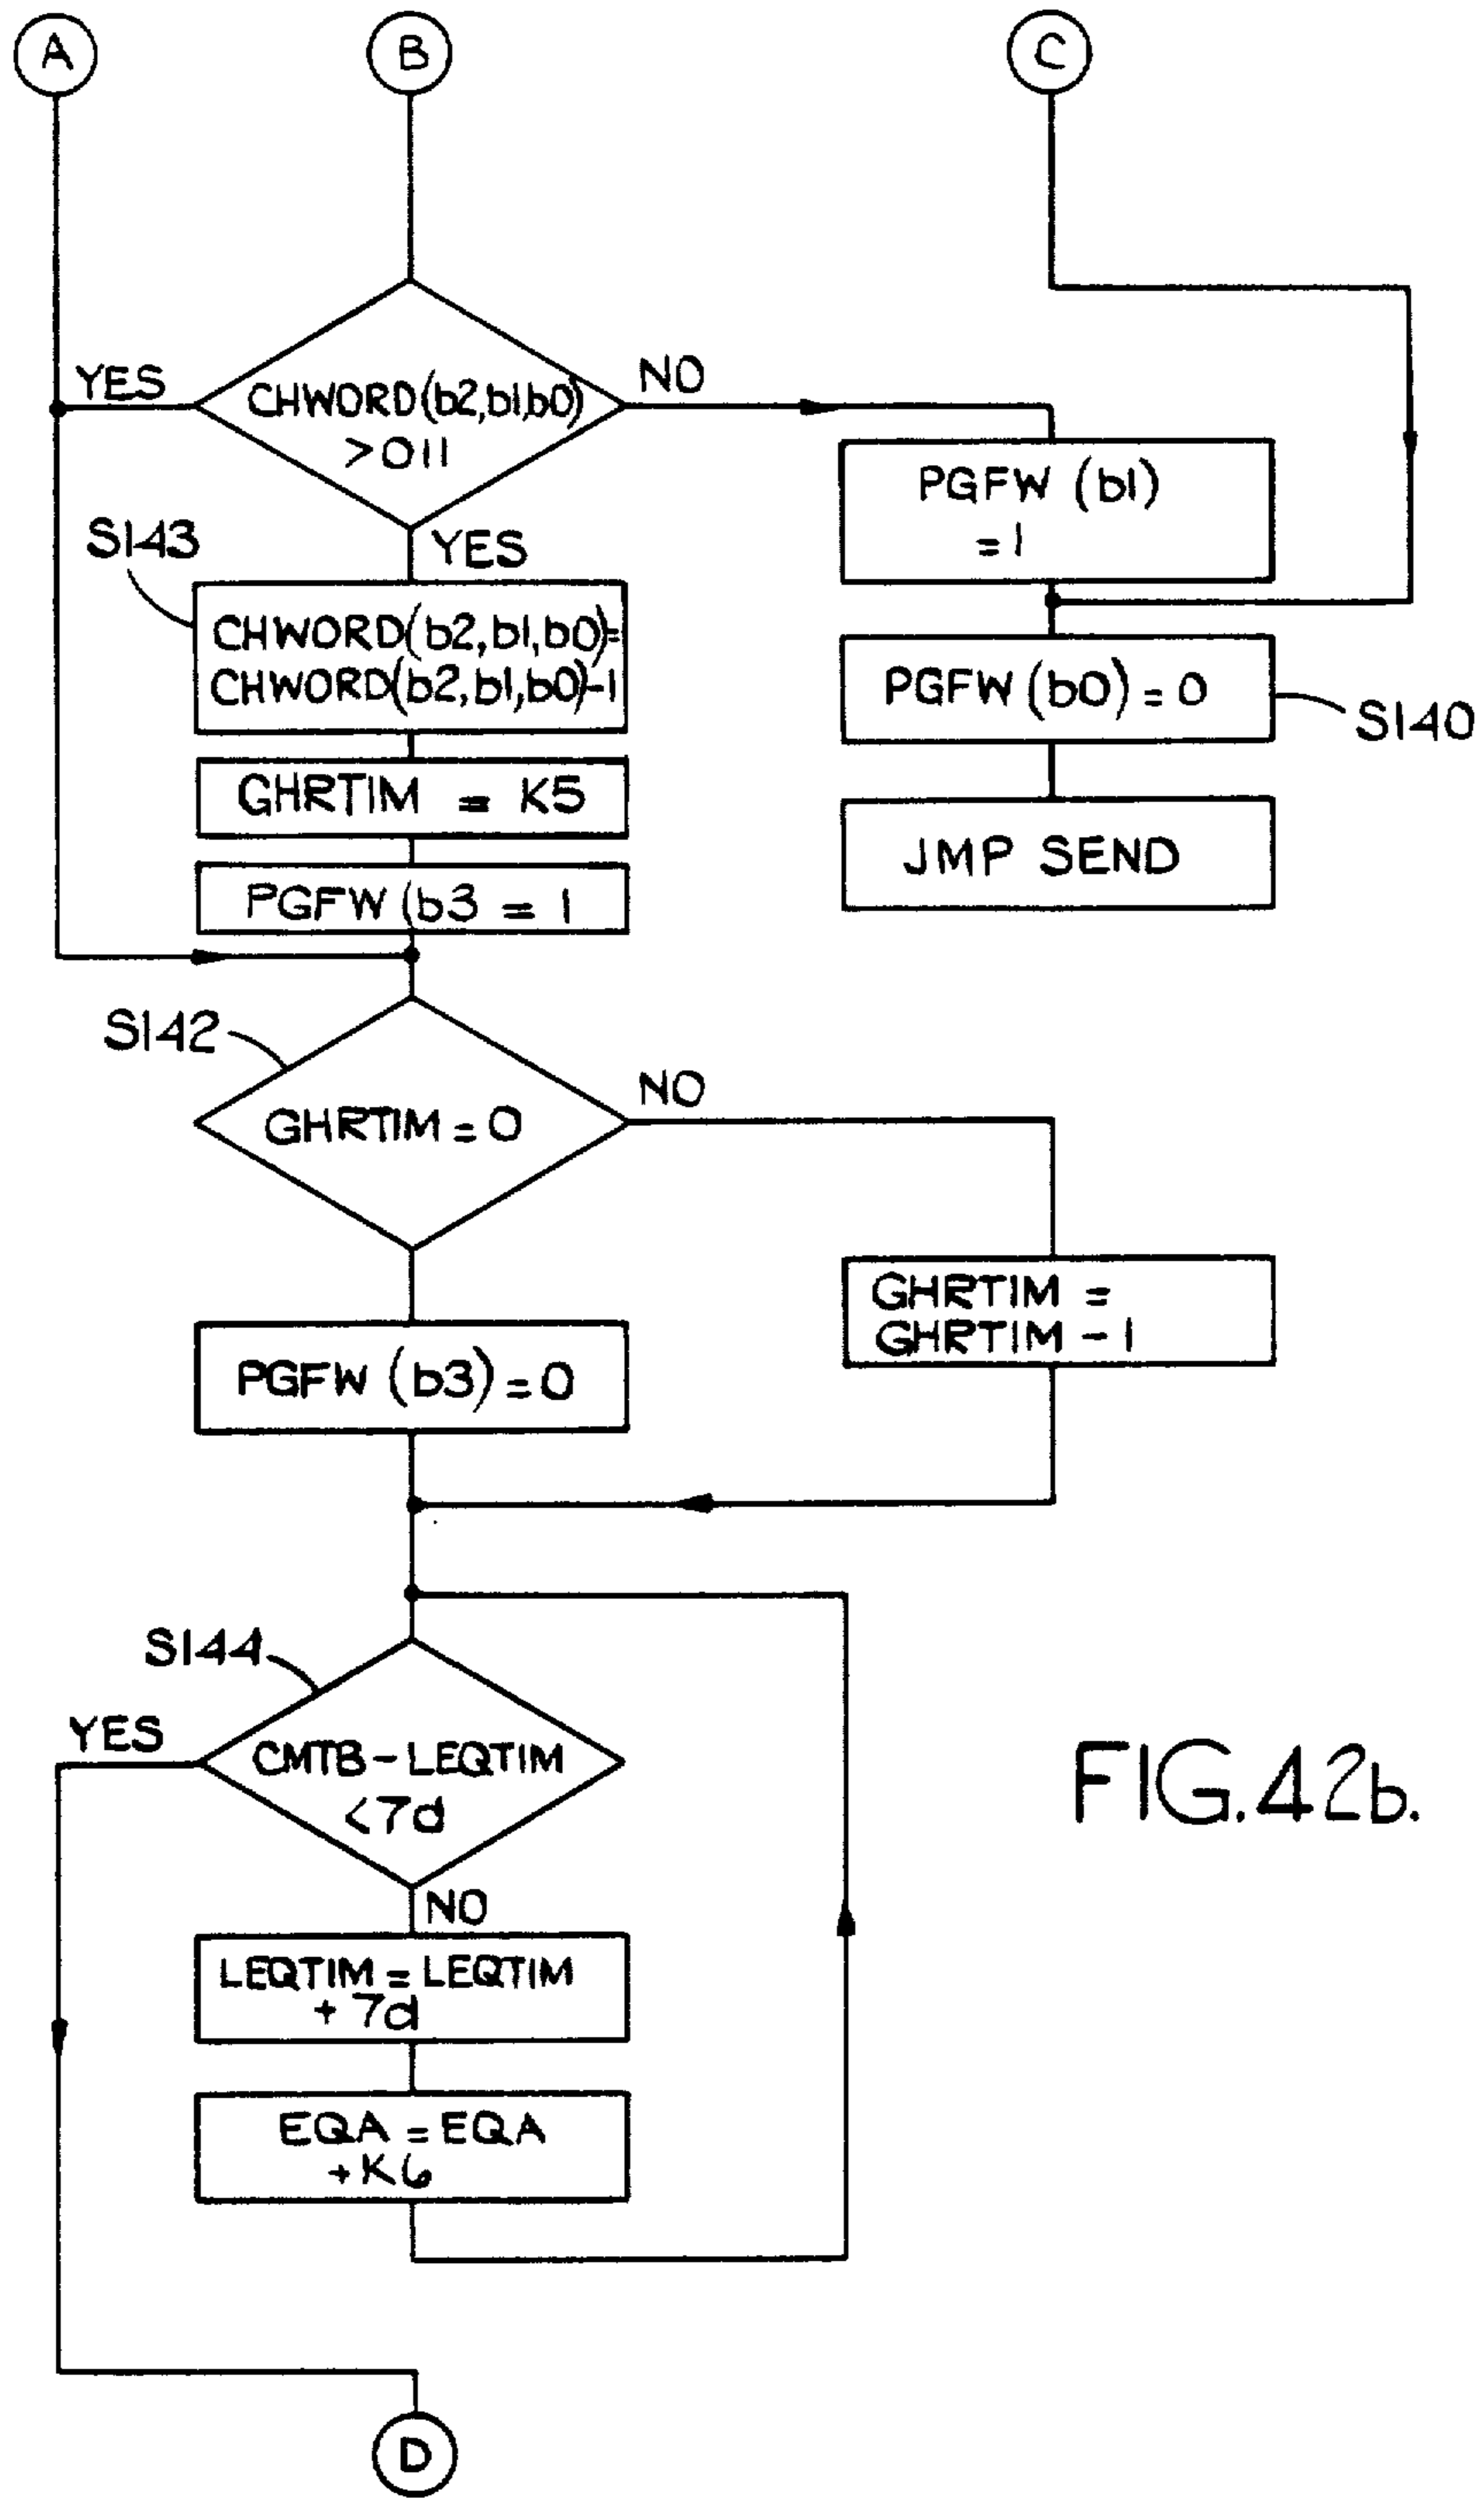 A
B
C
YES
NO
CHWORD(b2,b1,b0)
>011
PGFW (b1)
=1
S143
YES
CHWORD(b2,b1,b0)=
CHWORD(b2,b1,b0)-1
PGFW (b0)=0
S140
GHRTIM = K5
JMP SEND
PGFW(b3 = 1
S142
NO
GHRTIM=0
GHRTIM =
GHRTIM - 1
PGFW (b3)=0
S144
YES
CMTB-LEQTIM
<7d
FIG.42b.
NO
LEQTIM=LEQTIM
+ 7d
EQA=EQA
+K6
D